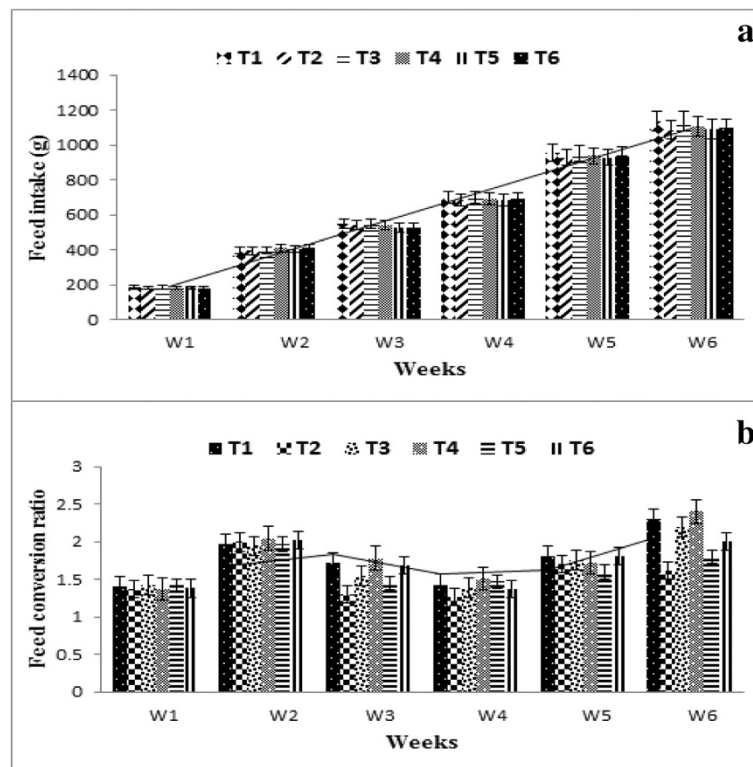 a
T1 T2 T3 T4 T5 T6
1400
1200
1000
800
600
400
200
0
Feed intake (g)
W1 W2 W3 W4 W5 W6
Weeks
b
T1 T2 T3 T4 T5 T6
3
2.5
2
1.5
1
0.5
0
Feed conversion ratio
W1 W2 W3 W4 W5 W6
Weeks